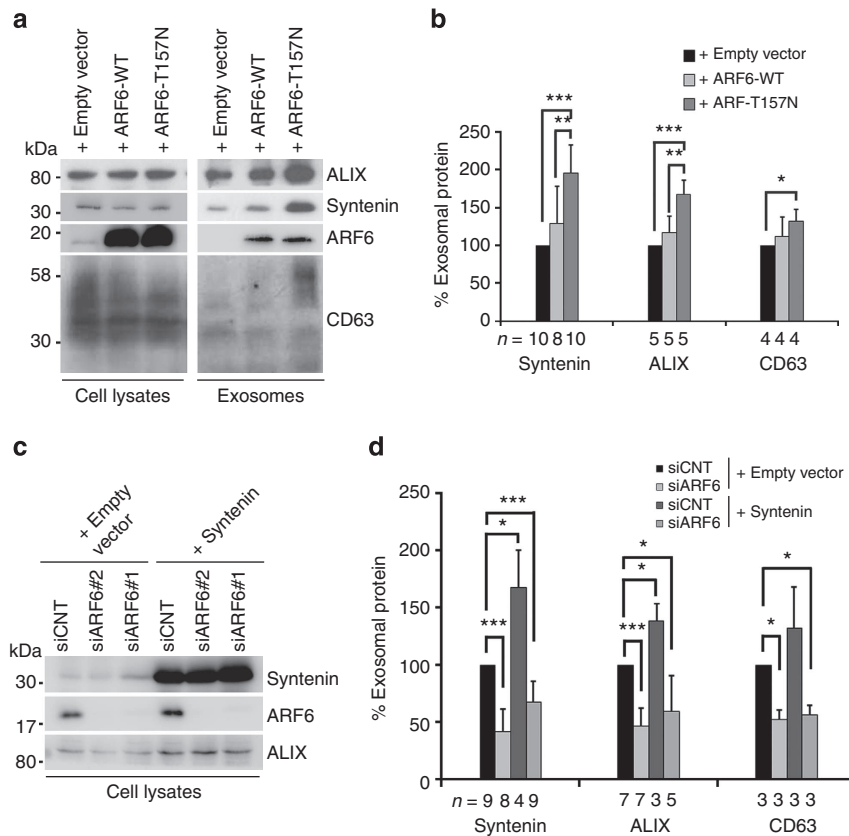 a
+ Empty vector
+ ARF6-WT
+ ARF6-T157N
+ Empty vector
+ ARF6-WT
+ ARF6-T157N
kDa
80
ALIX
30
Syntenin
20
ARF6
58
CD63
30
Cell lysates
Exosomes
b
+ Empty vector
+ ARF6-WT
+ ARF-T157N
% Exosomal protein
250
200
150
100
50
0
***
**
***
**
*
n = 10 8 10
5 5 5
4 4 4
Syntenin
ALIX
CD63
c
+ Empty
vector
+ Syntenin
siCNT
siARF6#2
siARF6#1
siCNT
siARF6#2
siARF6#1
kDa
30
Syntenin
17
ARF6
80
ALIX
Cell lysates
d
siCNT
siARF6
+ Empty vector
siCNT
siARF6
+ Syntenin
% Exosomal protein
250
200
150
100
50
0
***
*
***
*
*
***
*
*
n = 9 8 4 9
7 7 3 5
3 3 3 3
Syntenin
ALIX
CD63